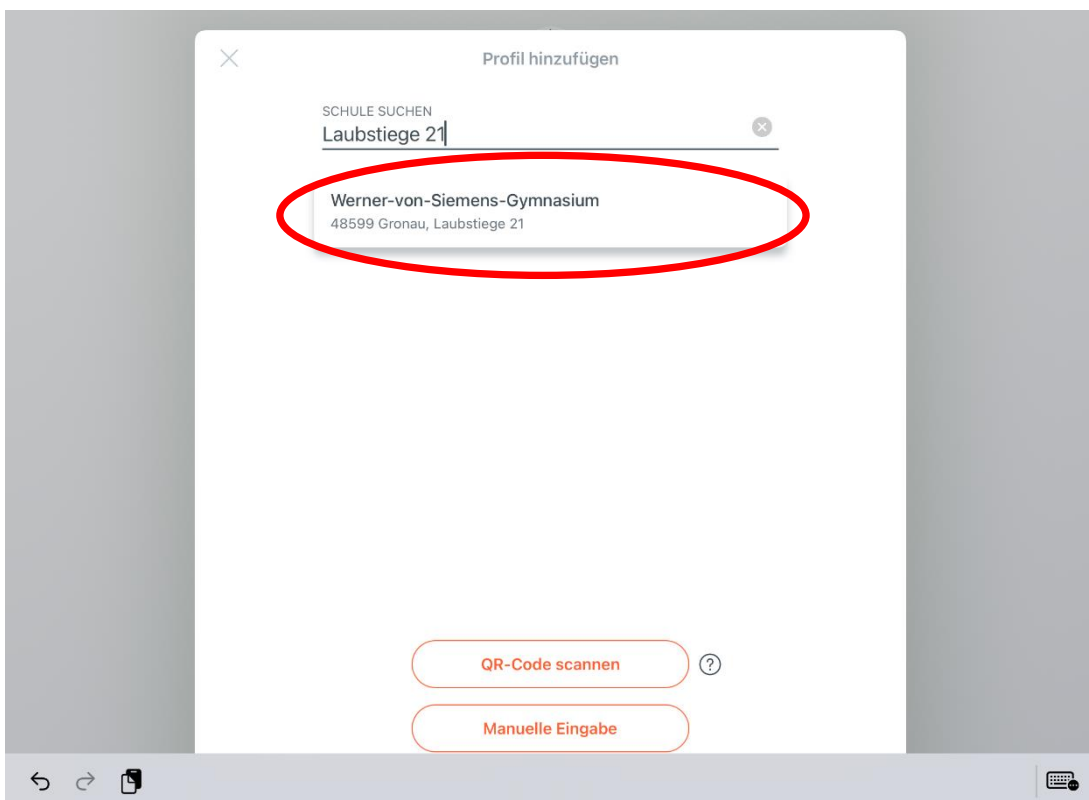 Profil hinzufügen
SCHULE SUCHEN
Laubstiege 21
Werner-von-Siemens-Gymnasium
48599 Gronau, Laubstiege 21
QR-Code scannen
?
Manuelle Eingabe